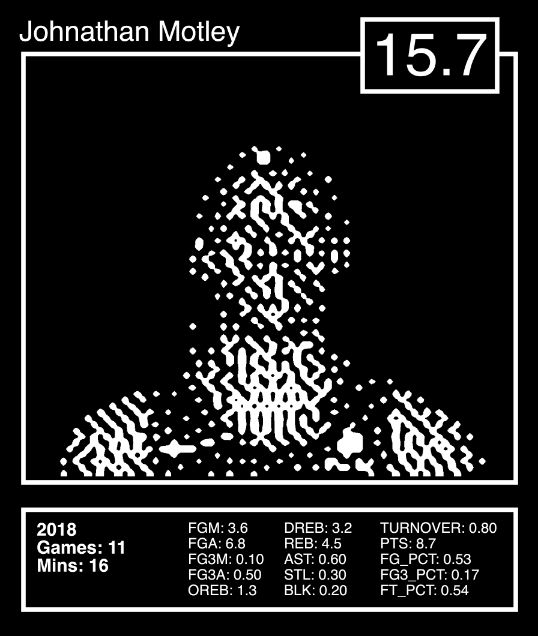 Johnathan Motley
15.7
2018
Games: 11
Mins: 16
FGM: 3.6
FGA: 6.8
FG3M: 0.10
FG3A: 0.50
OREB: 1.3
DREB: 3.2
REB: 4.5
AST: 0.60
STL: 0.30
BLK: 0.20
TURNOVER: 0.80
PTS: 8.7
FG_PCT: 0.53
FG3_PCT: 0.17
FT_PCT: 0.54